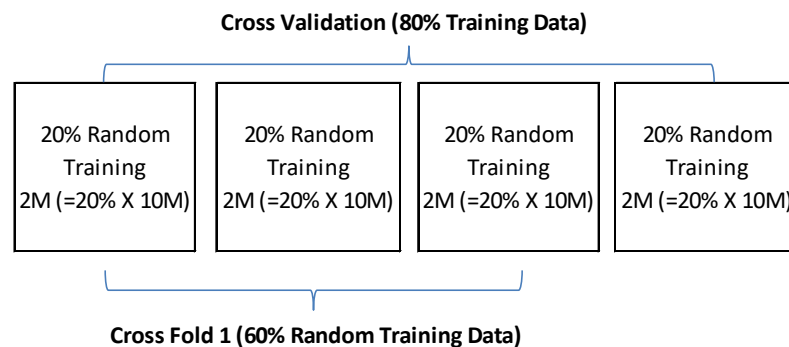 Cross Validation (80% Training Data)
20% Random
Training
2M (=20% X 10M)
20% Random
Training
2M (=20% X 10M)
20% Random
Training
2M (=20% X 10M)
20% Random
Training
2M (=20% X 10M)
Cross Fold 1 (60% Random Training Data)